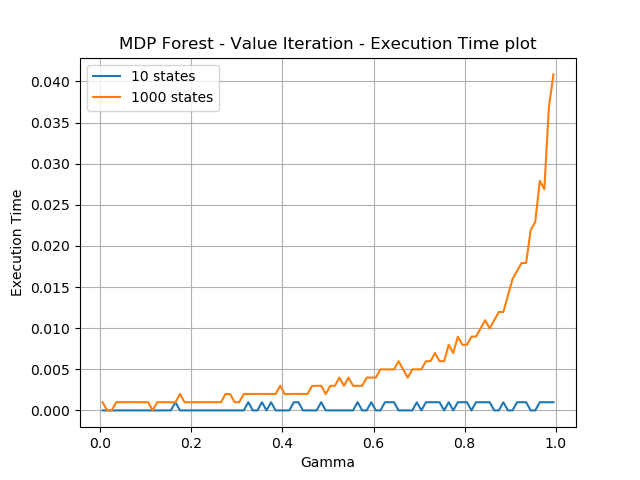 MDP Forest - Value Iteration - Execution Time plot
10 states
1000 states
0.040
0.035
0.030
0.025
0.020
0.015
0.010
0.005
0.000
Execution Time
0.0 0.2 0.4 0.6 0.8 1.0
Gamma